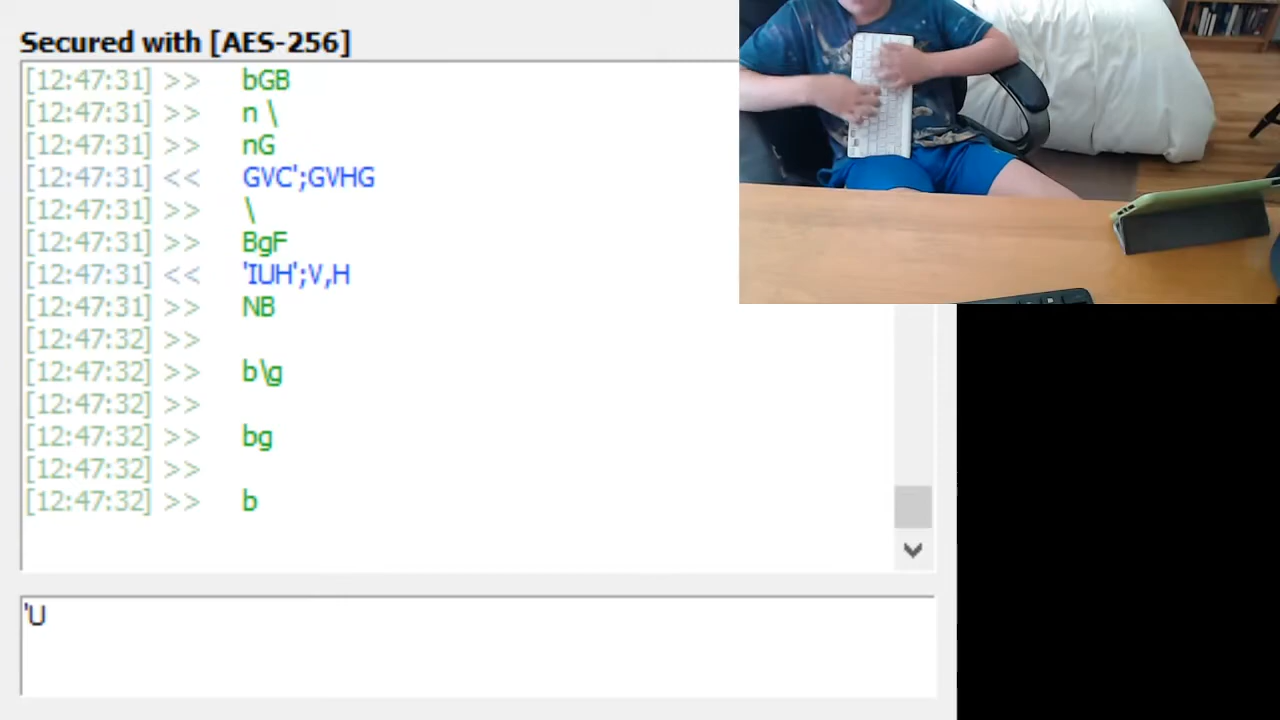 Secured with [AES-256]
[12:47:31] >> bGB
[12:47:31] >> n \
[12:47:31] >> nG
[12:47:31] << GVC';GVHG
[12:47:31] >> \
[12:47:31] >> BgF
[12:47:31] << 'IUH';V,H
[12:47:31] >> NB
[12:47:32] >>
[12:47:32] >> b\g
[12:47:32] >>
[12:47:32] >> bg
[12:47:32] >>
[12:47:32] >> b
'U